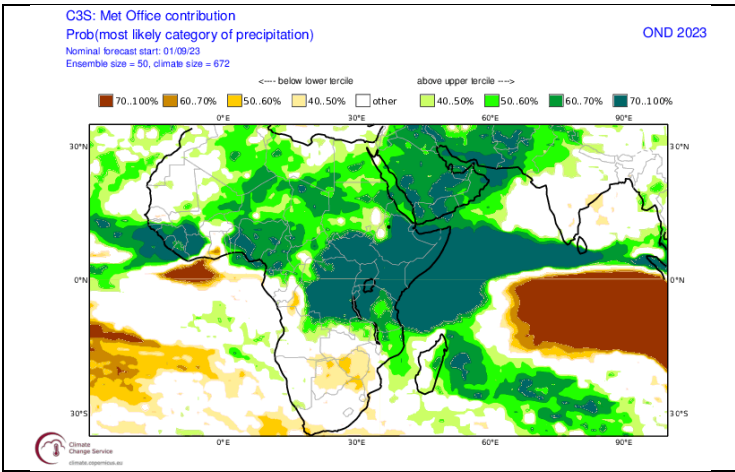 C3S: Met Office contribution
Prob(most likely category of precipitation)
OND 2023
Nominal forecast start: 01/09/23
Ensemble size = 50, climate size = 672
<---- below lower tercile
above upper tercile ---->
70..100% 60..70% 50..60% 40..50% other 40..50% 50..60% 60..70% 70..100%
0°E 30°E 60°E 90°E
30°N 30°N
0°N 0°N
30°S 30°S
0°E 30°E 60°E 90°E
Climate
Change Service
climate.copernicus.eu